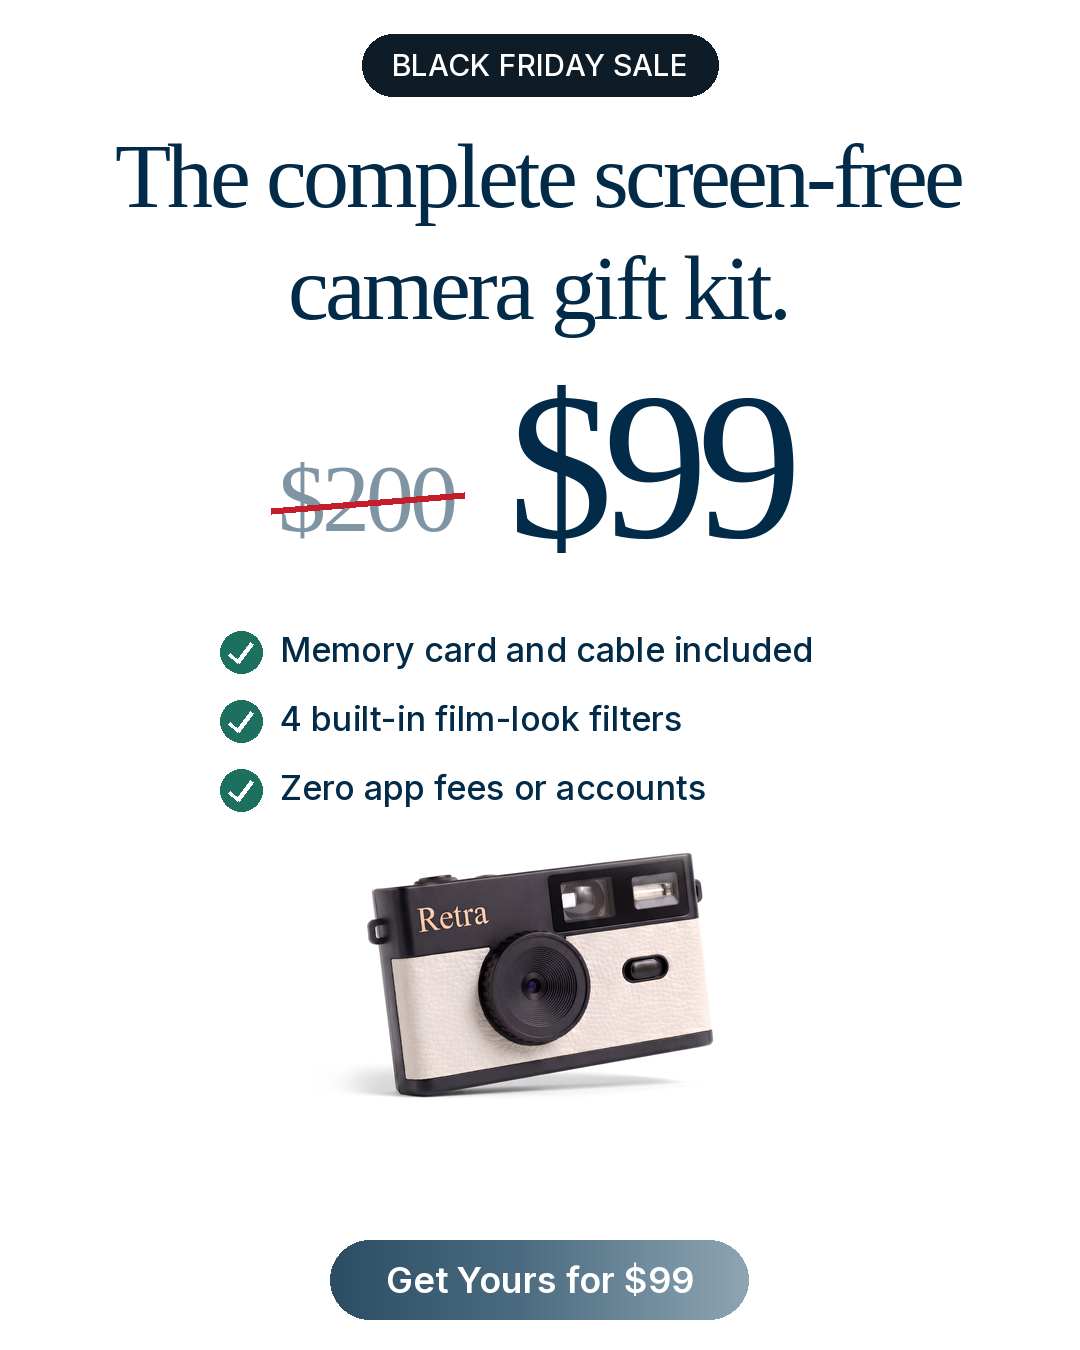 BLACK FRIDAY SALE
The complete screen-free
camera gift kit.
$200 $99
Memory card and cable included
4 built-in film-look filters
Zero app fees or accounts
Retra
Get Yours for $99